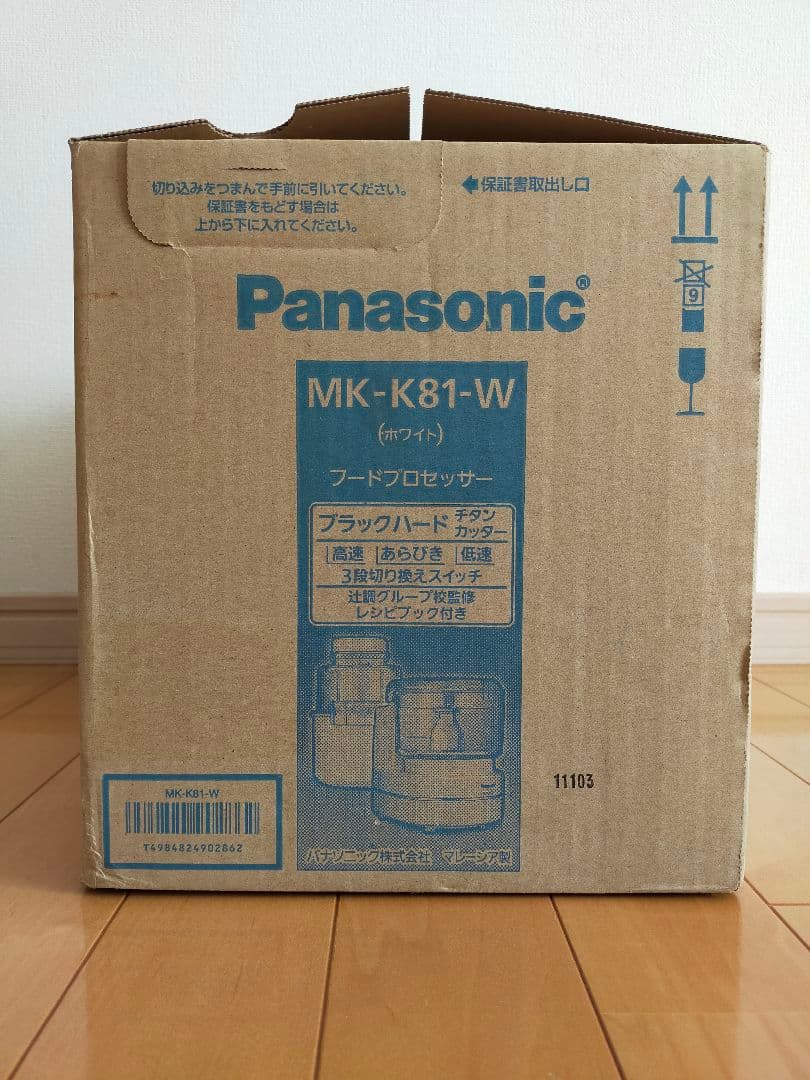 切り込みをつまんで手前に引いてください。
保証書をもどす場合は
上から下に入れてください。
保証書取出し口
9
Panasonic®
MK-K81-W
(ホワイト)
フードプロセッサー
ブラックハード チタン
カッター
高速 あらびき 低速
3段切り換えスイッチ
辻調グループ校監修
レシピブック付き
11103
MK-K81-W
T4984824902862
パナソニック株式会社 マレーシア製